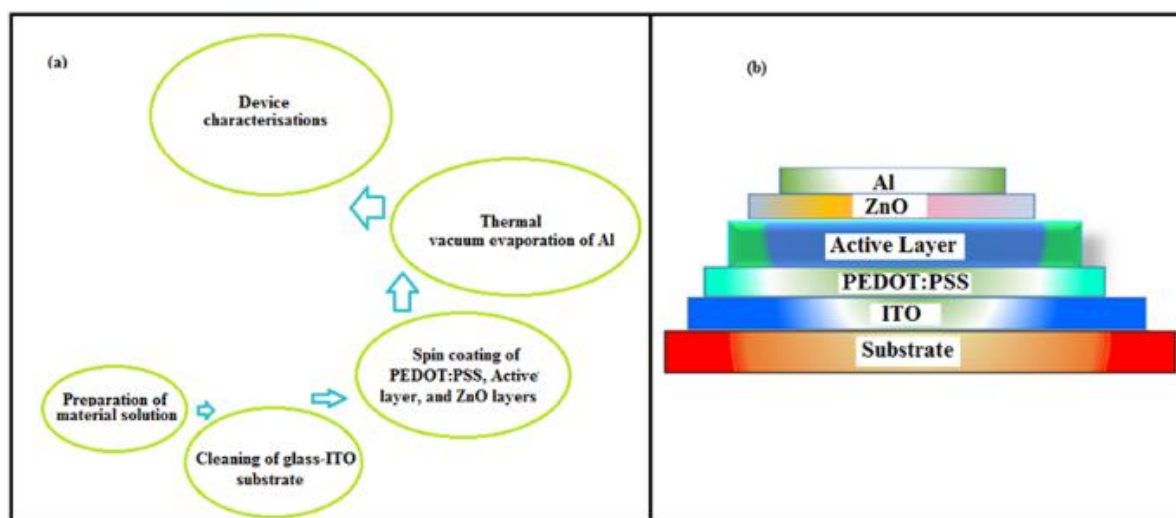 (a)
Device
characterisations
Thermal
vacuum evaporation of Al
Spin coating of
PEDOT:PSS, Active
layer, and ZnO layers
Preparation of
material solution
Cleaning of glass-ITO
substrate
(b)
Al
ZnO
Active Layer
PEDOT:PSS
ITO
Substrate